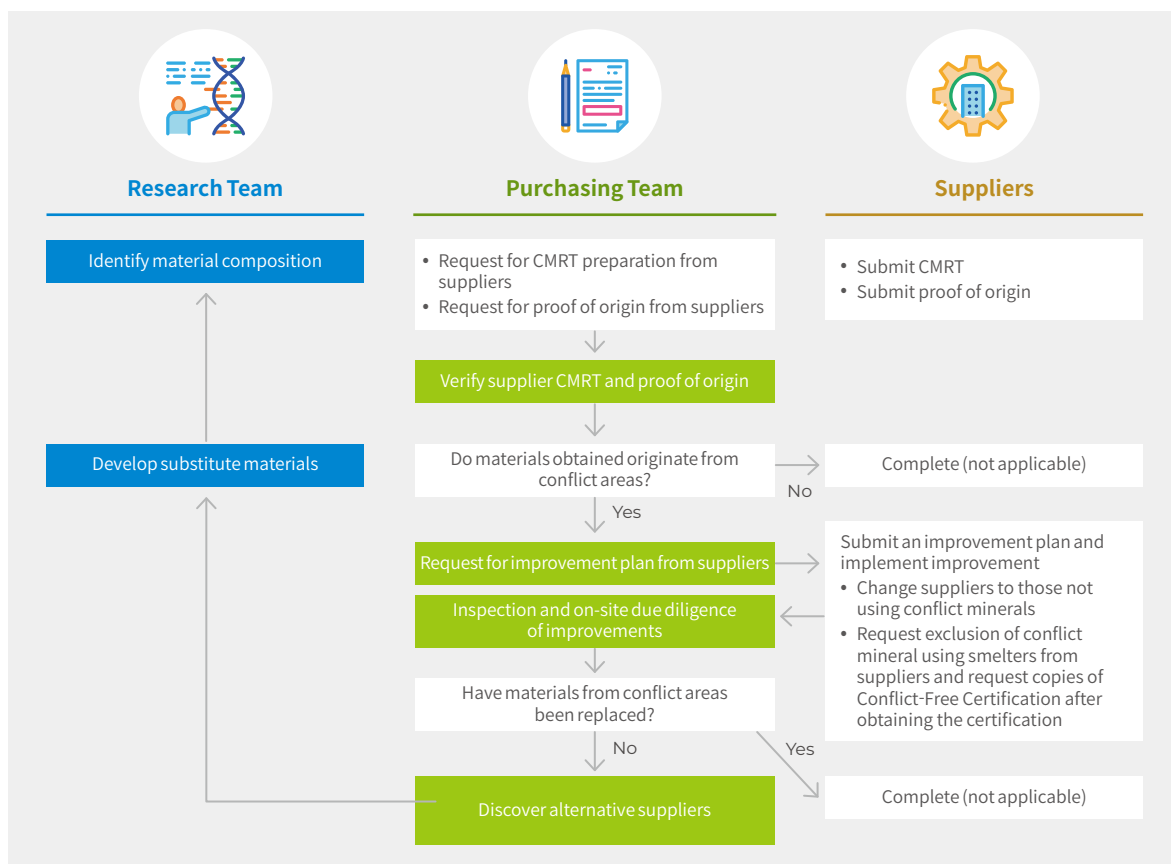 Research Team
Purchasing Team
Suppliers
Identify material composition
• Request for CMRT preparation from
suppliers
• Request for proof of origin from suppliers
• Submit CMRT
• Submit proof of origin
Verify supplier CMRT and proof of origin
Develop substitute materials
Do materials obtained originate from
conflict areas?
No
Complete (not applicable)
Yes
Request for improvement plan from suppliers
Submit an improvement plan and
implement improvement
• Change suppliers to those not
using conflict minerals
• Request exclusion of conflict
mineral using smelters from
suppliers and request copies of
Conflict-Free Certification after
obtaining the certification
Inspection and on-site due diligence
of improvements
Have materials from conflict areas
been replaced?
No
Yes
Discover alternative suppliers
Complete (not applicable)